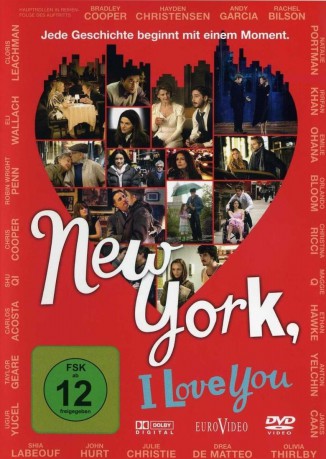 HAUPTROLLEN IN REIHENFOLGE DES AUFTRITTS
BRADLEY COOPER
HAYDEN CHRISTENSEN
ANDY GARCIA
RACHEL BILSON
Jede Geschichte beginnt mit einem Moment.
CLORIS LEACHMAN
ELI WALLACH
ROBIN WRIGHT PENN
CHRIS COOPER
SHU QI
CARLOS ACOSTA
TAYLOR GEARE
UGUR YUCEL
NATALIE PORTMAN
IRRFAN KHAN
EMILIE OHANA
ORLANDO BLOOM
CHRISTINA RICCI
MAGGIE Q
ETHAN HAWKE
ANTON YELCHIN
JAMES CAAN
New
York,
I Love You
FSK
ab
12
freigegeben
DOLBY
DIGITAL
EUROVIDEO
DVD
VIDEO
SHIA LABEOUF
JOHN HURT
JULIE CHRISTIE
DREA DE MATTEO
OLIVIA THIRLBY